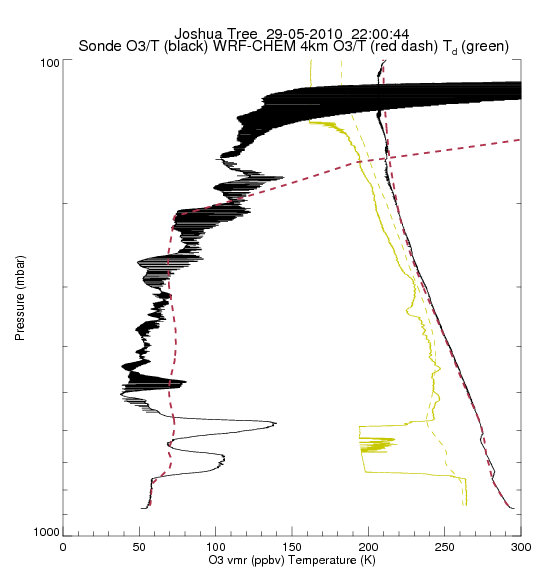 Joshua Tree  29-05-2010  22:00:44
Sonde O3/T (black) WRF-CHEM 4km O3/T (red dash) Td (green)
100
Pressure (mbar)
1000
0 50 100 150 200 250 300
O3 vmr (ppbv) Temperature (K)